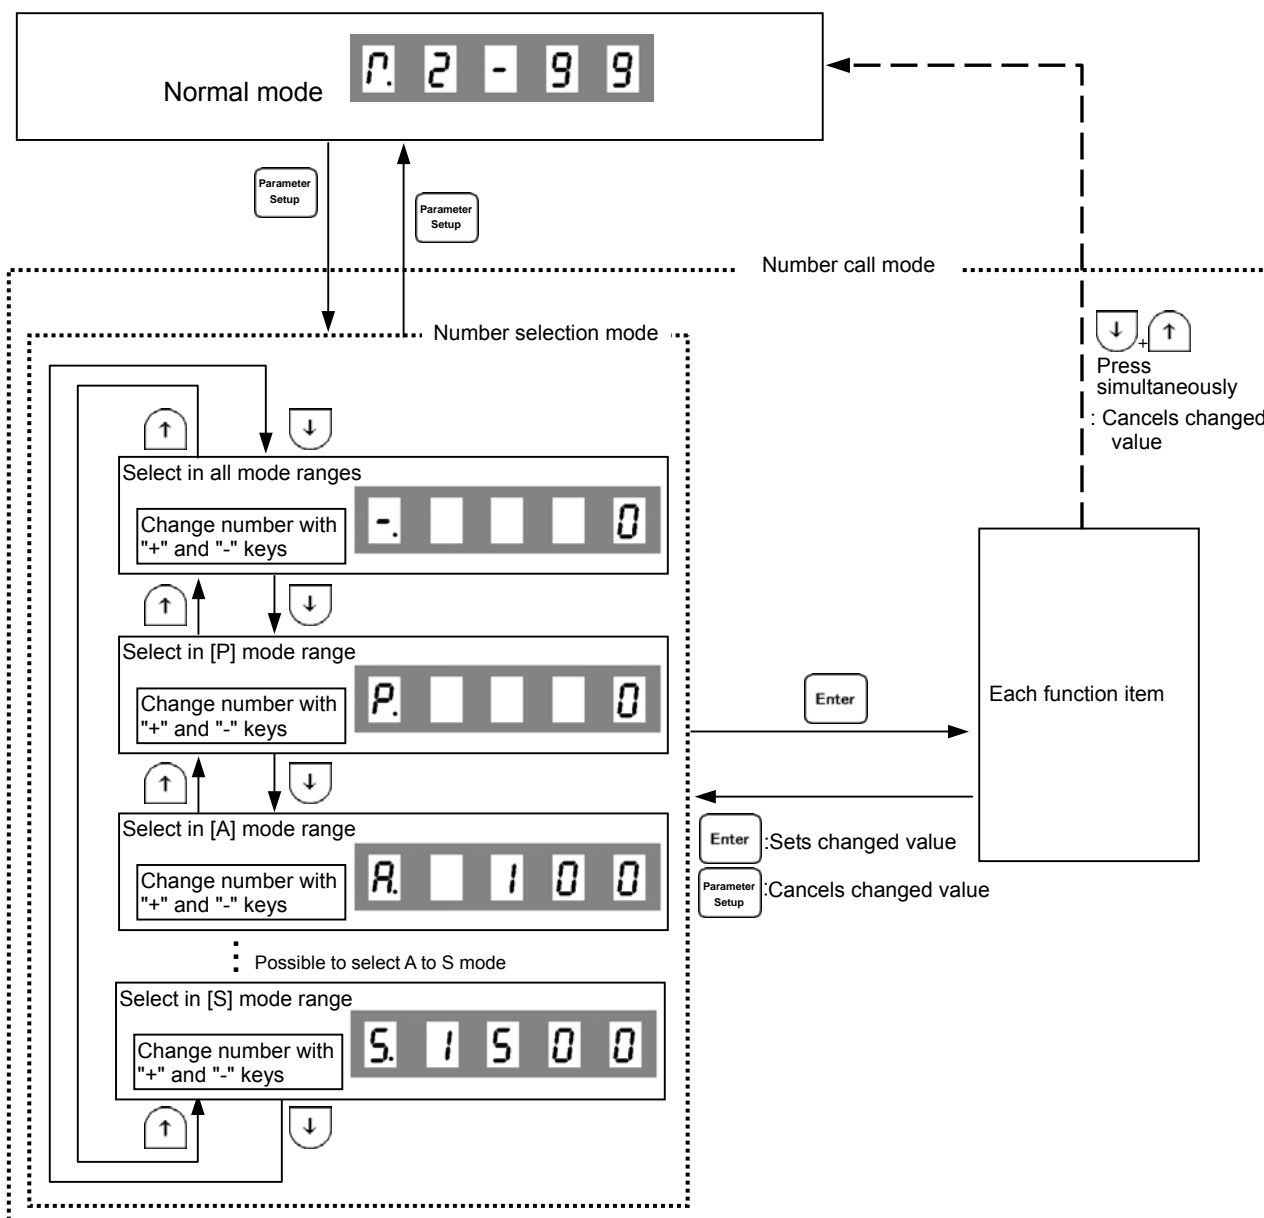 Normal mode
2 - 9 9
Parameter
Setup
Parameter
Setup
Number call mode
Number selection mode
↓ + ↑
Press
simultaneously
: Cancels changed
value
↑ ↓
Select in all mode ranges
Change number with
"+" and "-" keys
-. 0
↑ ↓
Select in [P] mode range
Change number with
"+" and "-" keys
P. 0
Enter
Each function item
↑ ↓
Select in [A] mode range
Change number with
"+" and "-" keys
A. 1 0 0
Enter :Sets changed value
Parameter
Setup :Cancels changed value
⋮ Possible to select A to S mode
Select in [S] mode range
Change number with
"+" and "-" keys
S. 1 5 0 0
↑ ↓